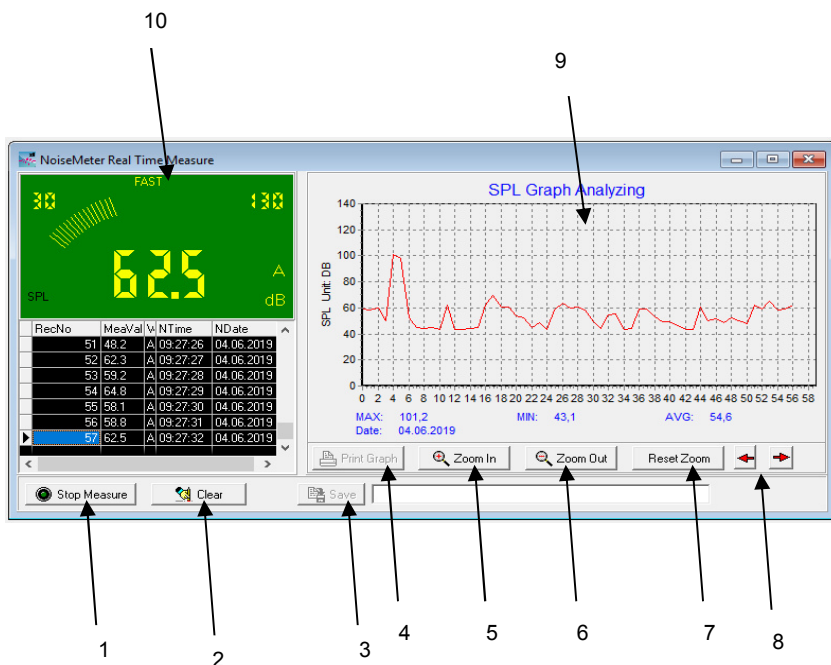 10
9
NoiseMeter Real Time Measure
FAST
30 130
62.5
A
SPL dB
RecNo MeaVal V NTime NDate
51 48.2 A 09:27:26 04.06.2019
52 62.3 A 09:27:27 04.06.2019
53 59.2 A 09:27:28 04.06.2019
54 64.8 A 09:27:29 04.06.2019
55 58.1 A 09:27:30 04.06.2019
56 58.8 A 09:27:31 04.06.2019
57 62.5 A 09:27:32 04.06.2019
SPL Graph Analyzing
SPL Unit: DB
140
120
100
80
60
40
20
0
0 2 4 6 8 10 12 14 16 18 20 22 24 26 28 30 32 34 36 38 40 42 44 46 48 50 52 54 56 58
MAX: 101,2 MIN: 43,1 AVG: 54,6
Date: 04.06.2019
Print Graph Zoom In Zoom Out Reset Zoom
Stop Measure Clear Save
1 2 3 4 5 6 7 8